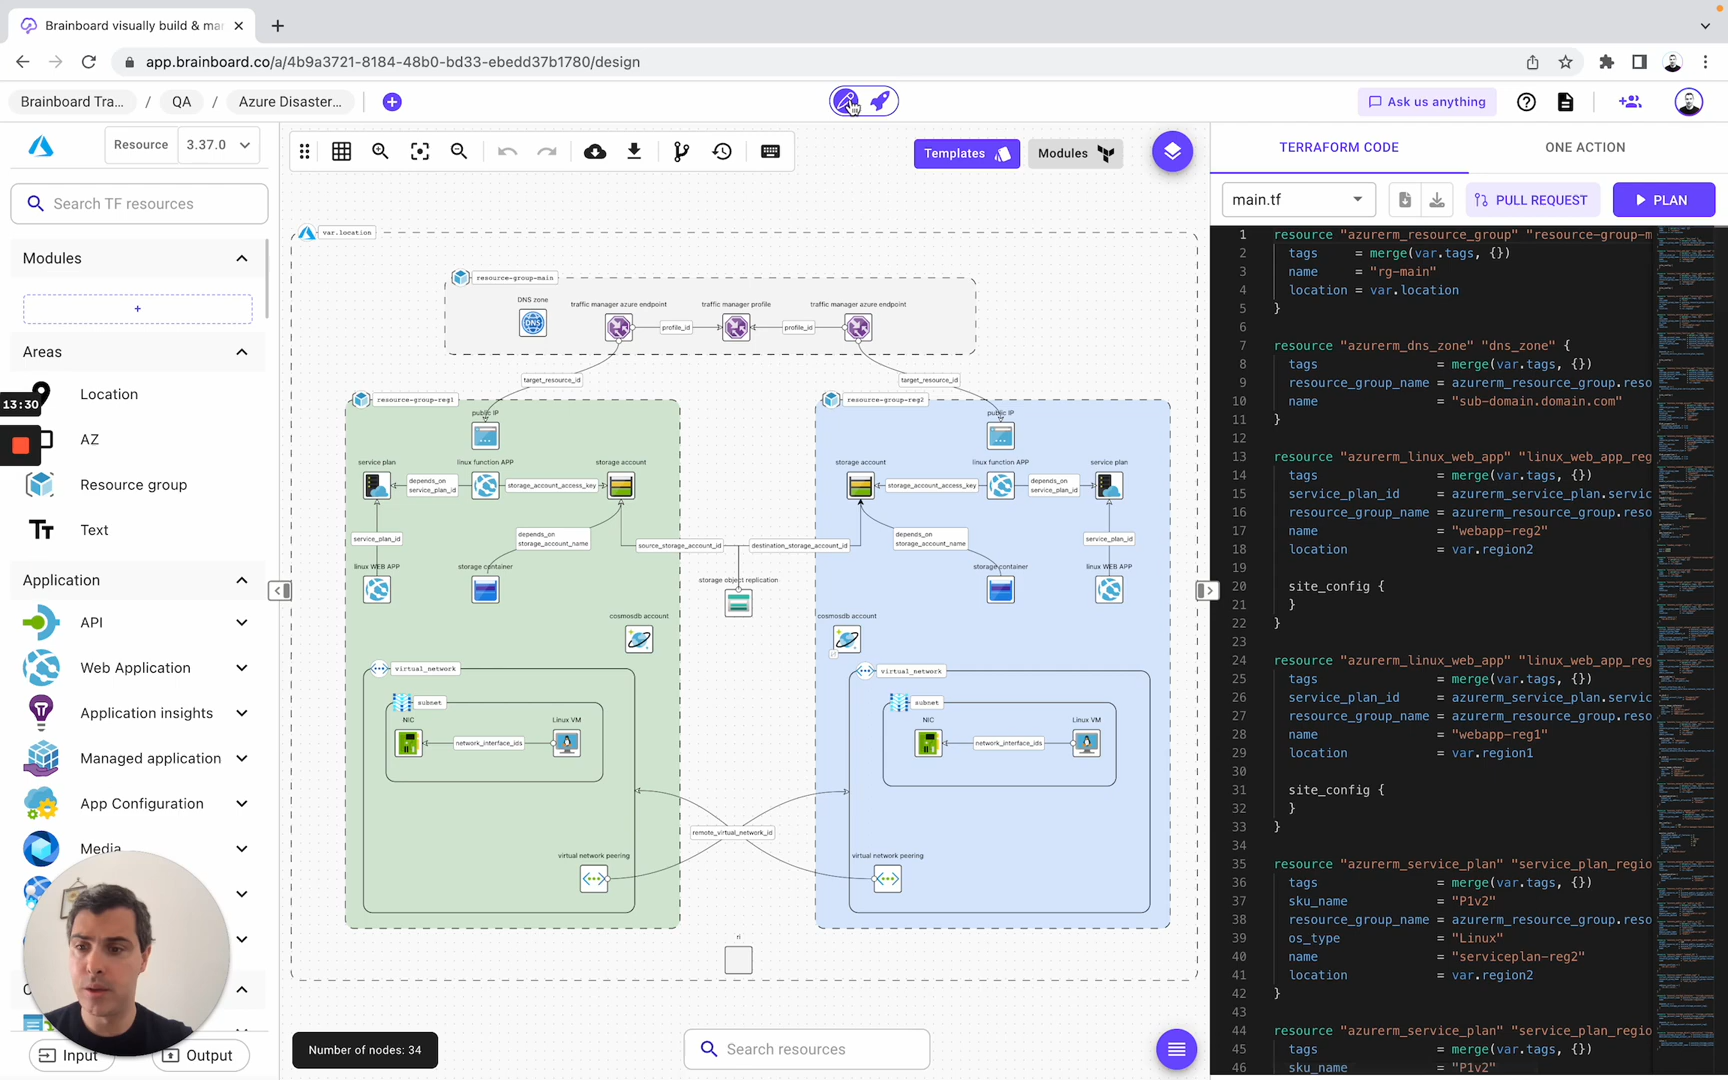 Brainboard visually build & ma
app.brainboard.co/a/4b9a3721-8184-48b0-bd33-ebedd37b1780/design
Brainboard Tra... / QA / Azure Disaster...
Ask us anything
Resource 3.37.0
Search TF resources
Modules
+
Areas
Location
13:30
AZ
Resource group
Text
Application
API
Web Application
Application insights
Managed application
App Configuration
Media
Input
Output
Templates
Modules
var.location
resource-group-main
DNS zone
traffic manager azure endpoint
traffic manager profile
traffic manager azure endpoint
DNS
profile_id
profile_id
target_resource_id
target_resource_id
resource-group-reg1
public IP
service plan
linux function APP
storage account
depends_on
service_plan_id
storage_account_access_key
depends_on
storage_account_name
service_plan_id
source_storage_account_id
destination_storage_account_id
linux WEB APP
storage container
storage object replication
cosmosdb account
virtual_network
subnet
NIC
Linux VM
network_interface_ids
virtual network peering
remote_virtual_network_id
resource-group-reg2
public IP
storage account
linux function APP
service plan
storage_account_access_key
depends_on
service_plan_id
depends_on
storage_account_name
service_plan_id
storage container
linux WEB APP
cosmosdb account
virtual_network
subnet
NIC
Linux VM
network_interface_ids
virtual network peering
ri
Number of nodes: 34
Search resources
TERRAFORM CODE
ONE ACTION
main.tf
PULL REQUEST
PLAN
1 resource "azurerm_resource_group" "resource-group-m
2 tags = merge(var.tags, {})
3 name = "rg-main"
4 location = var.location
5 }
6
7 resource "azurerm_dns_zone" "dns_zone" {
8 tags = merge(var.tags, {})
9 resource_group_name = azurerm_resource_group.reso
10 name = "sub-domain.domain.com"
11 }
12
13 resource "azurerm_linux_web_app" "linux_web_app_reg
14 tags = merge(var.tags, {})
15 service_plan_id = azurerm_service_plan.servic
16 resource_group_name = azurerm_resource_group.reso
17 name = "webapp-reg2"
18 location = var.region2
19
20 site_config {
21 }
22 }
23
24 resource "azurerm_linux_web_app" "linux_web_app_reg
25 tags = merge(var.tags, {})
26 service_plan_id = azurerm_service_plan.servic
27 resource_group_name = azurerm_resource_group.reso
28 name = "webapp-reg1"
29 location = var.region1
30
31 site_config {
32 }
33 }
34
35 resource "azurerm_service_plan" "service_plan_regio
36 tags = merge(var.tags, {})
37 sku_name = "P1v2"
38 resource_group_name = azurerm_resource_group.reso
39 os_type = "Linux"
40 name = "serviceplan-reg2"
41 location = var.region2
42 }
43
44 resource "azurerm_service_plan" "service_plan_regio
45 tags = merge(var.tags, {})
46 sku_name = "P1v2"